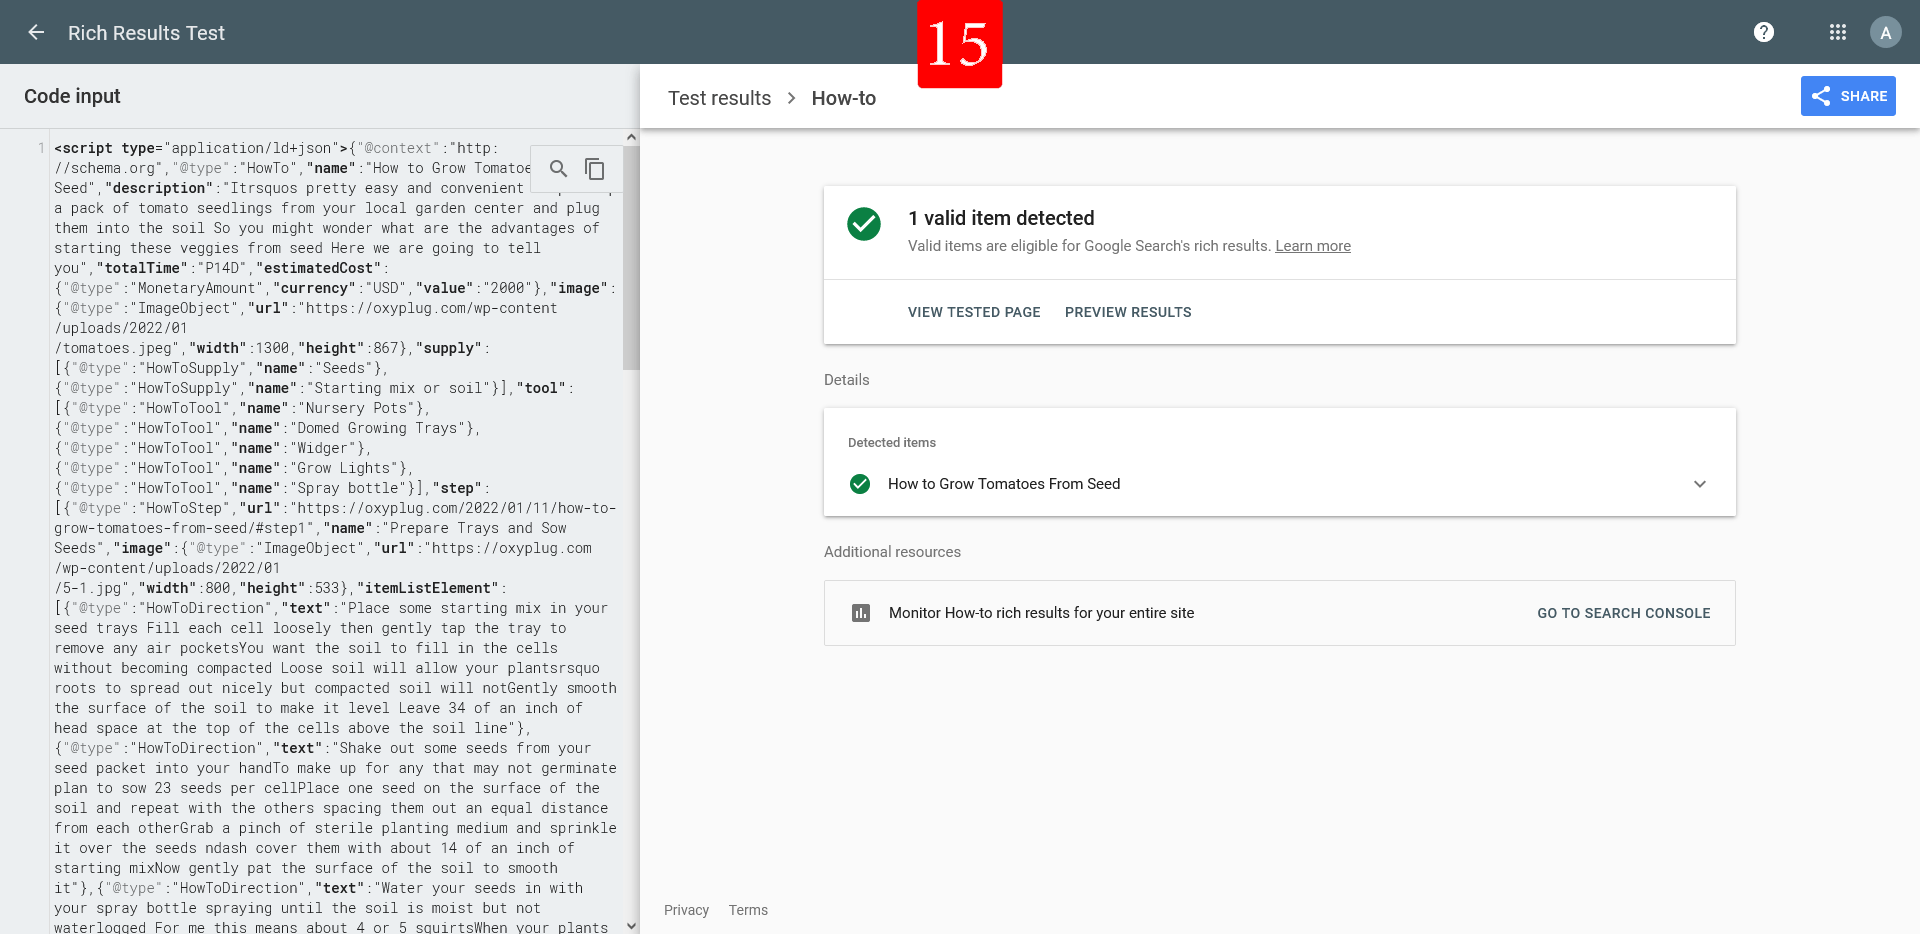 Rich Results Test
15
A
Code input
1
<script type="application/ld+json">{"@context":"http:
//schema.org","@type":"HowTo","name":"How to Grow Tomatoe
Seed","description":"Itrsquos pretty easy and convenient
a pack of tomato seedlings from your local garden center and plug
them into the soil So you might wonder what are the advantages of
starting these veggies from seed Here we are going to tell
you","totalTime":"P14D","estimatedCost":
{"@type":"MonetaryAmount","currency":"USD","value":"2000"},"image":
{"@type":"ImageObject","url":"https://oxyplug.com/wp-content
/uploads/2022/01
/tomatoes.jpeg","width":1300,"height":867},"supply":
[{"@type":"HowToSupply","name":"Seeds"},
{"@type":"HowToSupply","name":"Starting mix or soil"}],"tool":
[{"@type":"HowToTool","name":"Nursery Pots"},
{"@type":"HowToTool","name":"Domed Growing Trays"},
{"@type":"HowToTool","name":"Widger"},
{"@type":"HowToTool","name":"Grow Lights"},
{"@type":"HowToTool","name":"Spray bottle"}],"step":
[{"@type":"HowToStep","url":"https://oxyplug.com/2022/01/11/how-to-
grow-tomatoes-from-seed/#step1","name":"Prepare Trays and Sow
Seeds","image":{"@type":"ImageObject","url":"https://oxyplug.com
/wp-content/uploads/2022/01
/5-1.jpg","width":800,"height":533},"itemListElement":
[{"@type":"HowToDirection","text":"Place some starting mix in your
seed trays Fill each cell loosely then gently tap the tray to
remove any air pocketsYou want the soil to fill in the cells
without becoming compacted Loose soil will allow your plantsrsquo
roots to spread out nicely but compacted soil will notGently smooth
the surface of the soil to make it level Leave 34 of an inch of
head space at the top of the cells above the soil line"},
{"@type":"HowToDirection","text":"Shake out some seeds from your
seed packet into your handTo make up for any that may not germinate
plan to sow 23 seeds per cellPlace one seed on the surface of the
soil and repeat with the others spacing them out an equal distance
from each otherGrab a pinch of sterile planting medium and sprinkle
it over the seeds ndash cover them with about 14 of an inch of
starting mixNow gently pat the surface of the soil to smooth
it"},{"@type":"HowToDirection","text":"Water your seeds in with
your spray bottle spraying until the soil is moist but not
waterlogged For me this means about 4 or 5 squirtsWhen your plants
Test results > How-to
SHARE
1 valid item detected
Valid items are eligible for Google Search's rich results. Learn more
VIEW TESTED PAGE PREVIEW RESULTS
Details
Detected items
How to Grow Tomatoes From Seed
Additional resources
Monitor How-to rich results for your entire site
GO TO SEARCH CONSOLE
Privacy Terms